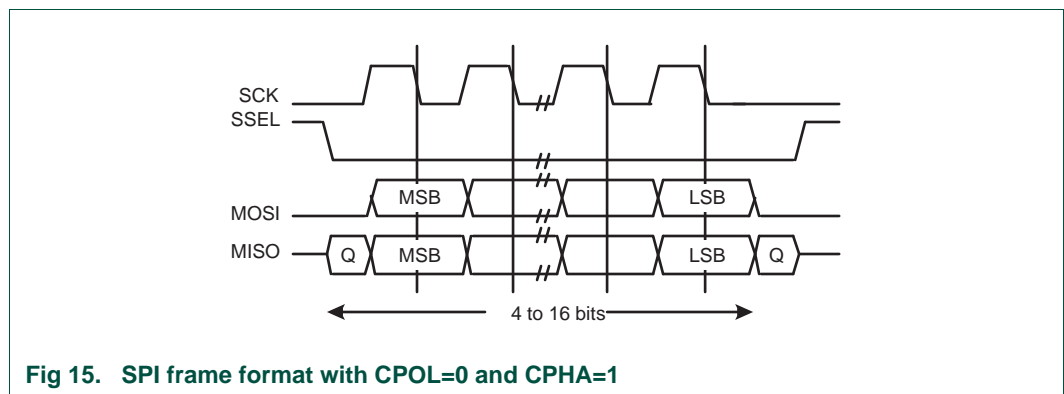 SCK
SSEL
MSB LSB
MOSI
MISO Q MSB LSB Q
4 to 16 bits
Fig 15. SPI frame format with CPOL=0 and CPHA=1